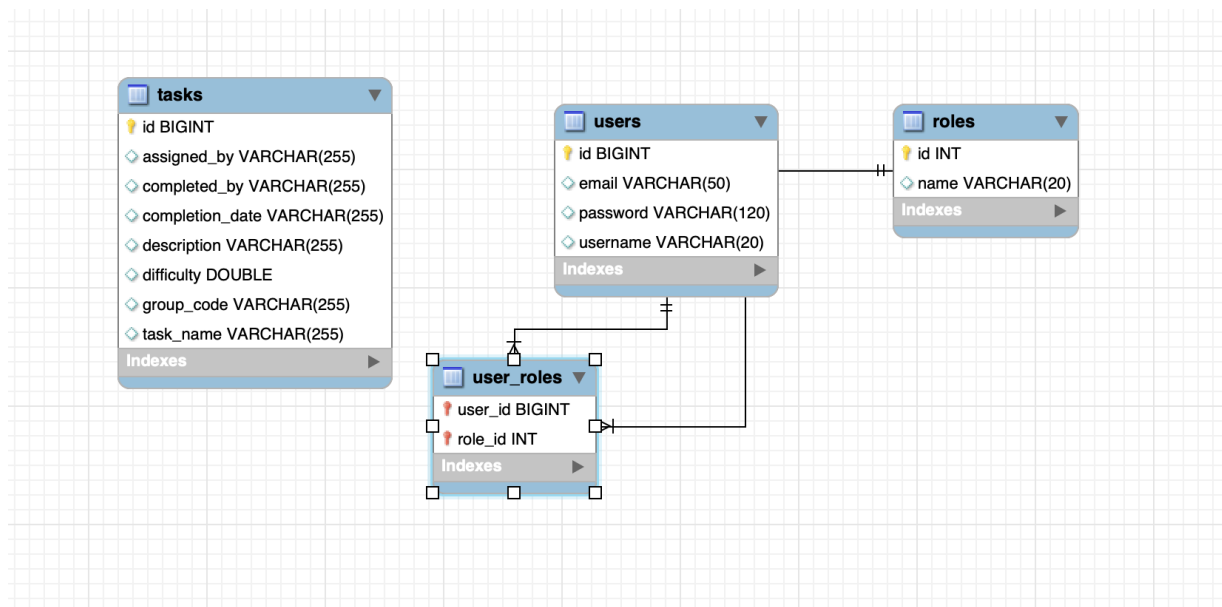 tasks
id BIGINT
assigned_by VARCHAR(255)
completed_by VARCHAR(255)
completion_date VARCHAR(255)
description VARCHAR(255)
difficulty DOUBLE
group_code VARCHAR(255)
task_name VARCHAR(255)
Indexes
users
id BIGINT
email VARCHAR(50)
password VARCHAR(120)
username VARCHAR(20)
Indexes
roles
id INT
name VARCHAR(20)
Indexes
user_roles
user_id BIGINT
role_id INT
Indexes